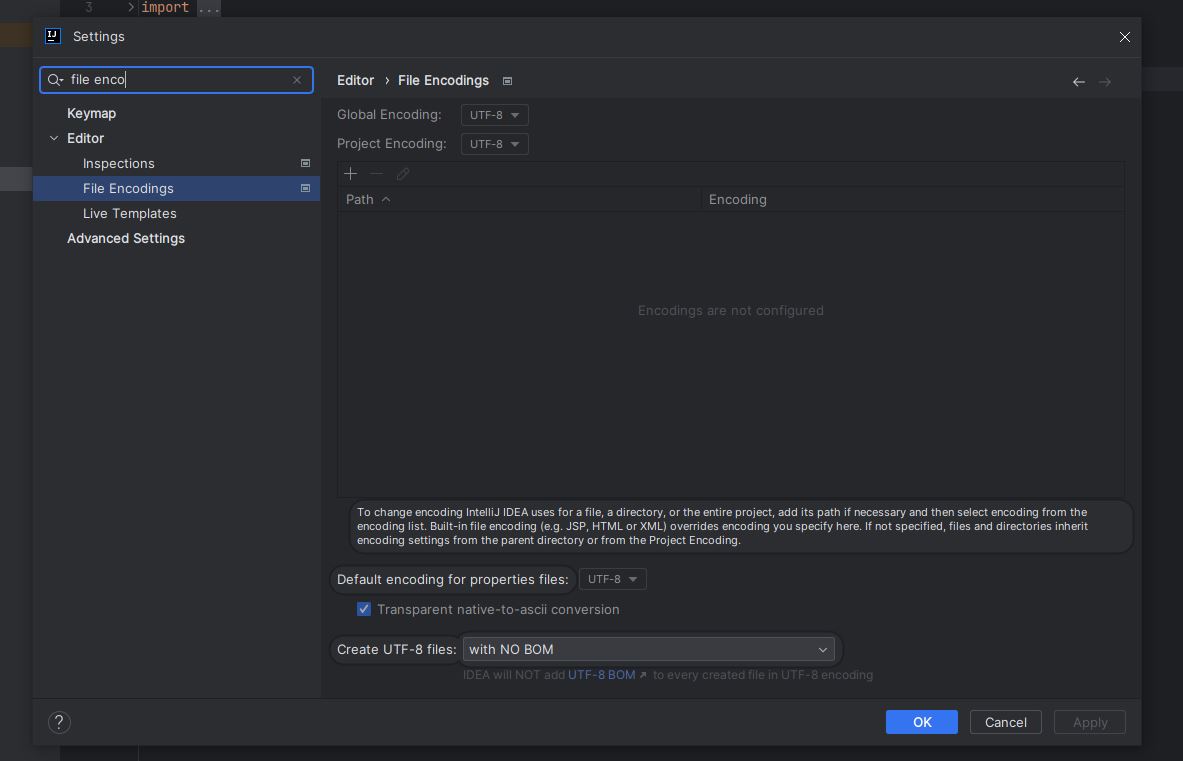 3 import ...
IJ Settings
file enco
Keymap
Editor
Inspections
File Encodings
Live Templates
Advanced Settings
Editor › File Encodings
Global Encoding: UTF-8
Project Encoding: UTF-8
Path Encoding
Encodings are not configured
To change encoding IntelliJ IDEA uses for a file, a directory, or the entire project, add its path if necessary and then select encoding from the
encoding list. Built-in file encoding (e.g. JSP, HTML or XML) overrides encoding you specify here. If not specified, files and directories inherit
encoding settings from the parent directory or from the Project Encoding.
Default encoding for properties files: UTF-8
Transparent native-to-ascii conversion
Create UTF-8 files: with NO BOM
IDEA will NOT add UTF-8 BOM ↗ to every created file in UTF-8 encoding
? OK Cancel Apply